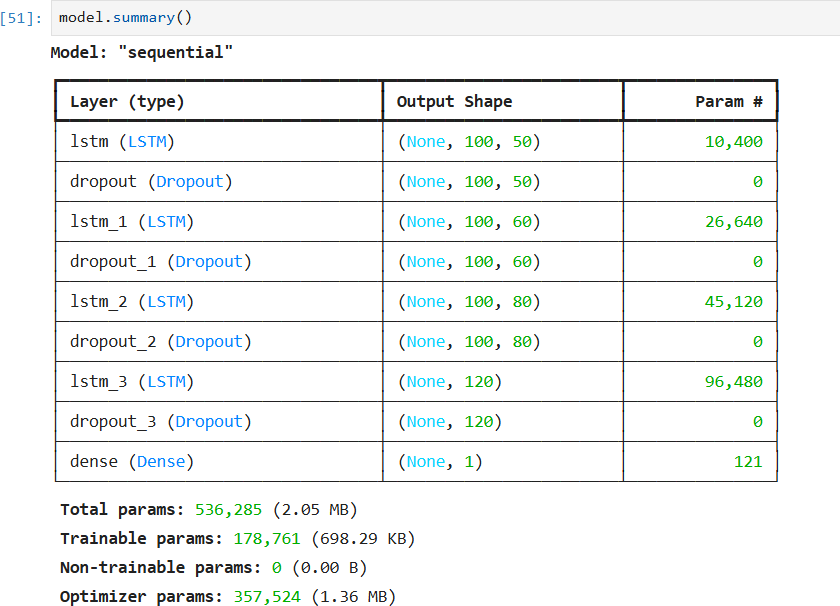 [51]: model.summary()
Model: "sequential"
Layer (type) Output Shape Param #
lstm (LSTM) (None, 100, 50) 10,400
dropout (Dropout) (None, 100, 50) 0
lstm_1 (LSTM) (None, 100, 60) 26,640
dropout_1 (Dropout) (None, 100, 60) 0
lstm_2 (LSTM) (None, 100, 80) 45,120
dropout_2 (Dropout) (None, 100, 80) 0
lstm_3 (LSTM) (None, 120) 96,480
dropout_3 (Dropout) (None, 120) 0
dense (Dense) (None, 1) 121
Total params: 536,285 (2.05 MB)
Trainable params: 178,761 (698.29 KB)
Non-trainable params: 0 (0.00 B)
Optimizer params: 357,524 (1.36 MB)